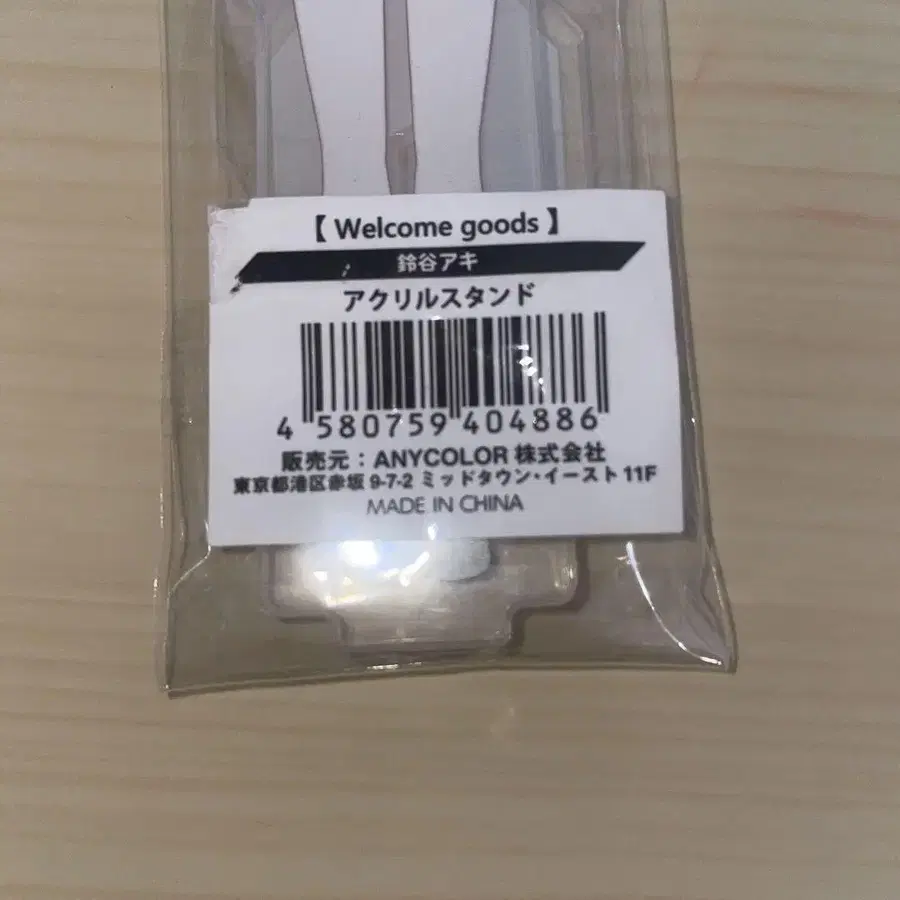 【 Welcome goods 】
鈴谷アキ
アクリルスタンド
4 580759 404886
販売元：ANYCOLOR 株式会社
東京都港区赤坂 9-7-2 ミッドタウン・イースト 11F
MADE IN CHINA